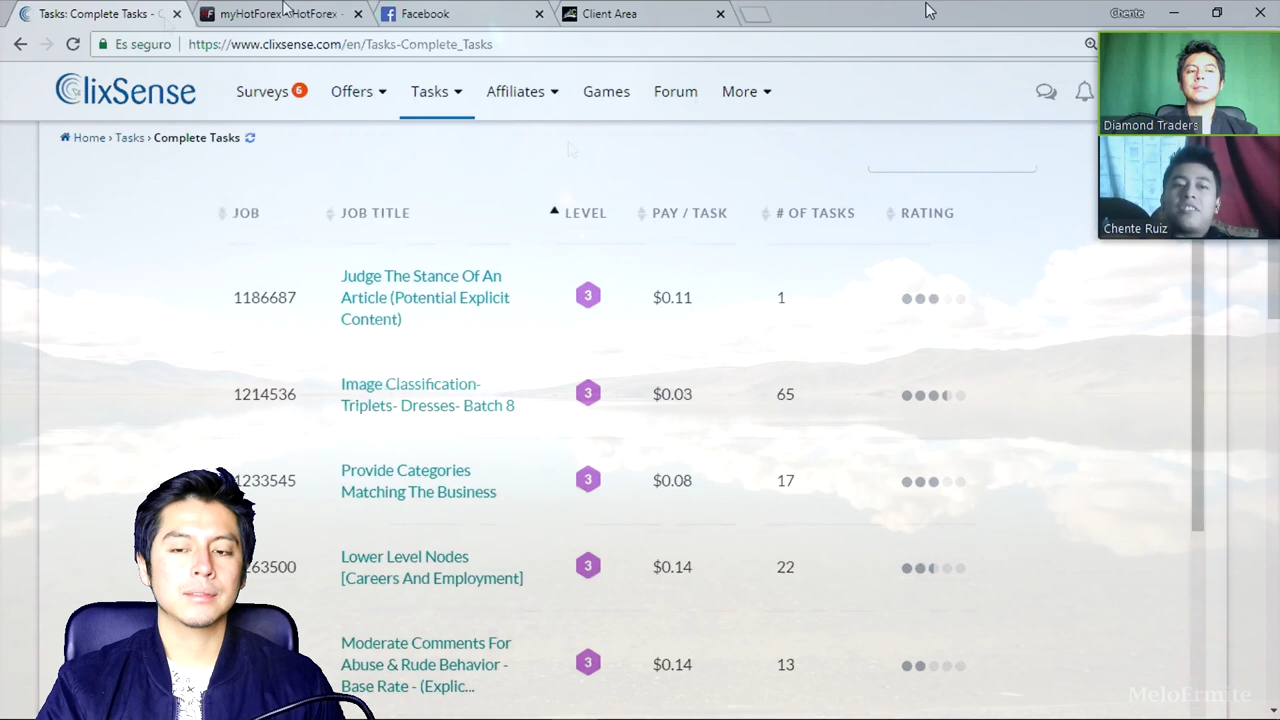 Tasks: Complete Tasks - C
myHotForex - HotForex -
Facebook
Client Area
Chente
Es seguro
https://www.clixsense.com/en/Tasks-Complete_Tasks
ClixSense
Surveys 6
Offers
Tasks
Affiliates
Games
Forum
More
Diamond Traders
Chente Ruiz
Home › Tasks › Complete Tasks
JOB
JOB TITLE
LEVEL
PAY / TASK
# OF TASKS
RATING
1186687
Judge The Stance Of An
Article (Potential Explicit
Content)
3
$0.11
1
1214536
Image Classification-
Triplets- Dresses- Batch 8
3
$0.03
65
1233545
Provide Categories
Matching The Business
3
$0.08
17
63500
Lower Level Nodes
[Careers And Employment]
3
$0.14
22
Moderate Comments For
Abuse & Rude Behavior -
Base Rate - (Explic...
3
$0.14
13
MeloErmite